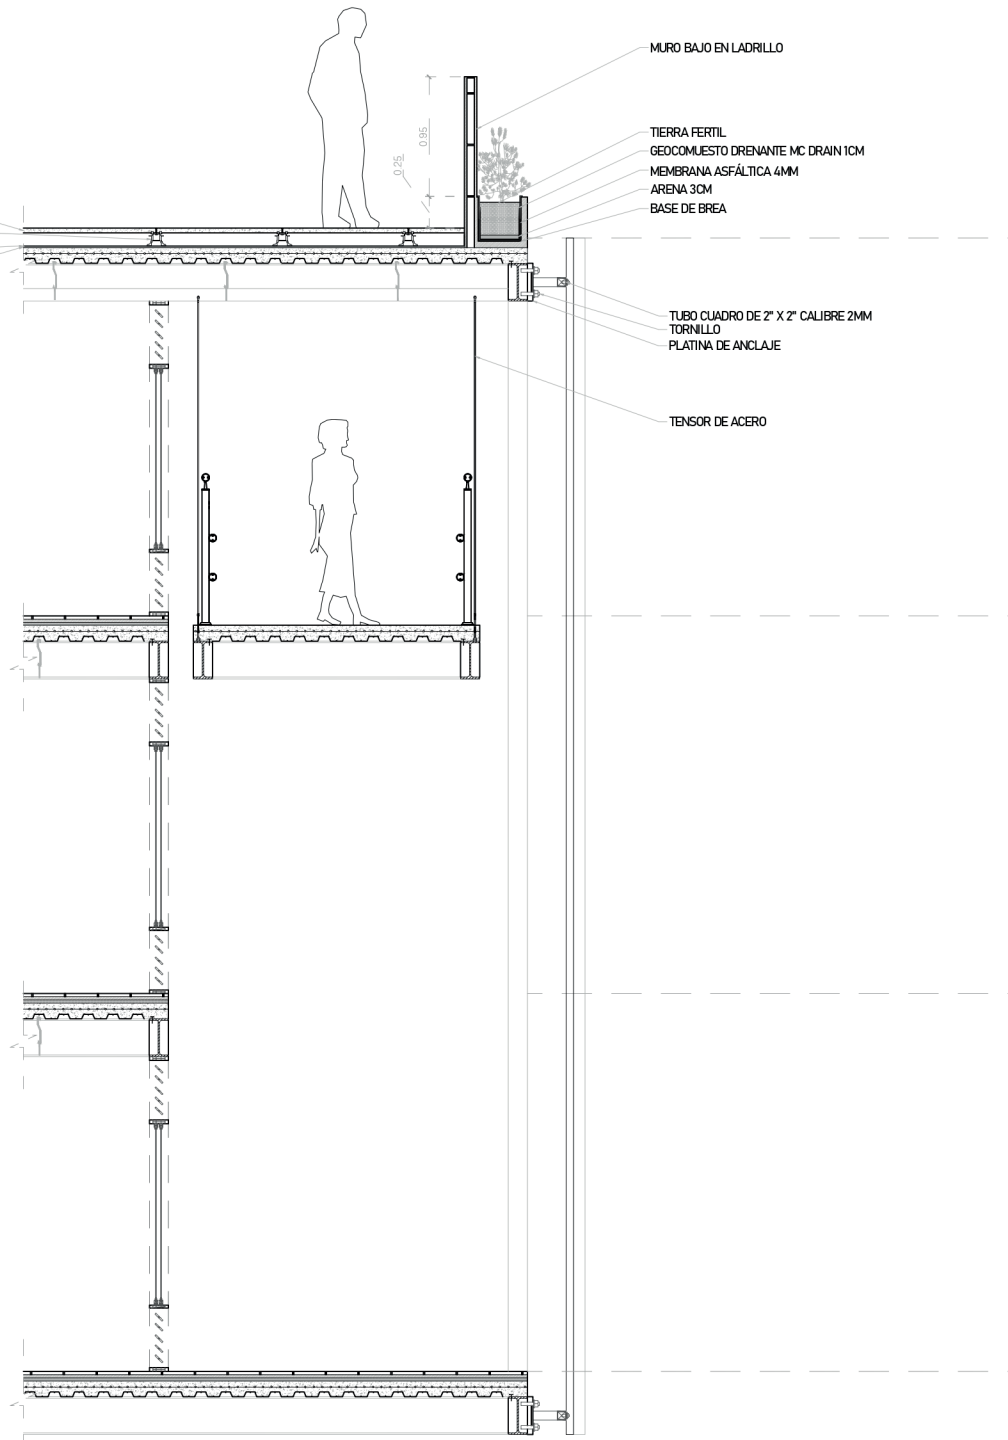 MURO BAJO EN LADRILLO
0.95
0.25
TIERRA FERTIL
GEOCOMUESTO DRENANTE MC DRAIN 1CM
MEMBRANA ASFÁLTICA 4MM
ARENA 3CM
BASE DE BREA
TUBO CUADRO DE 2" X 2" CALIBRE 2MM
TORNILLO
PLATINA DE ANCLAJE
TENSOR DE ACERO